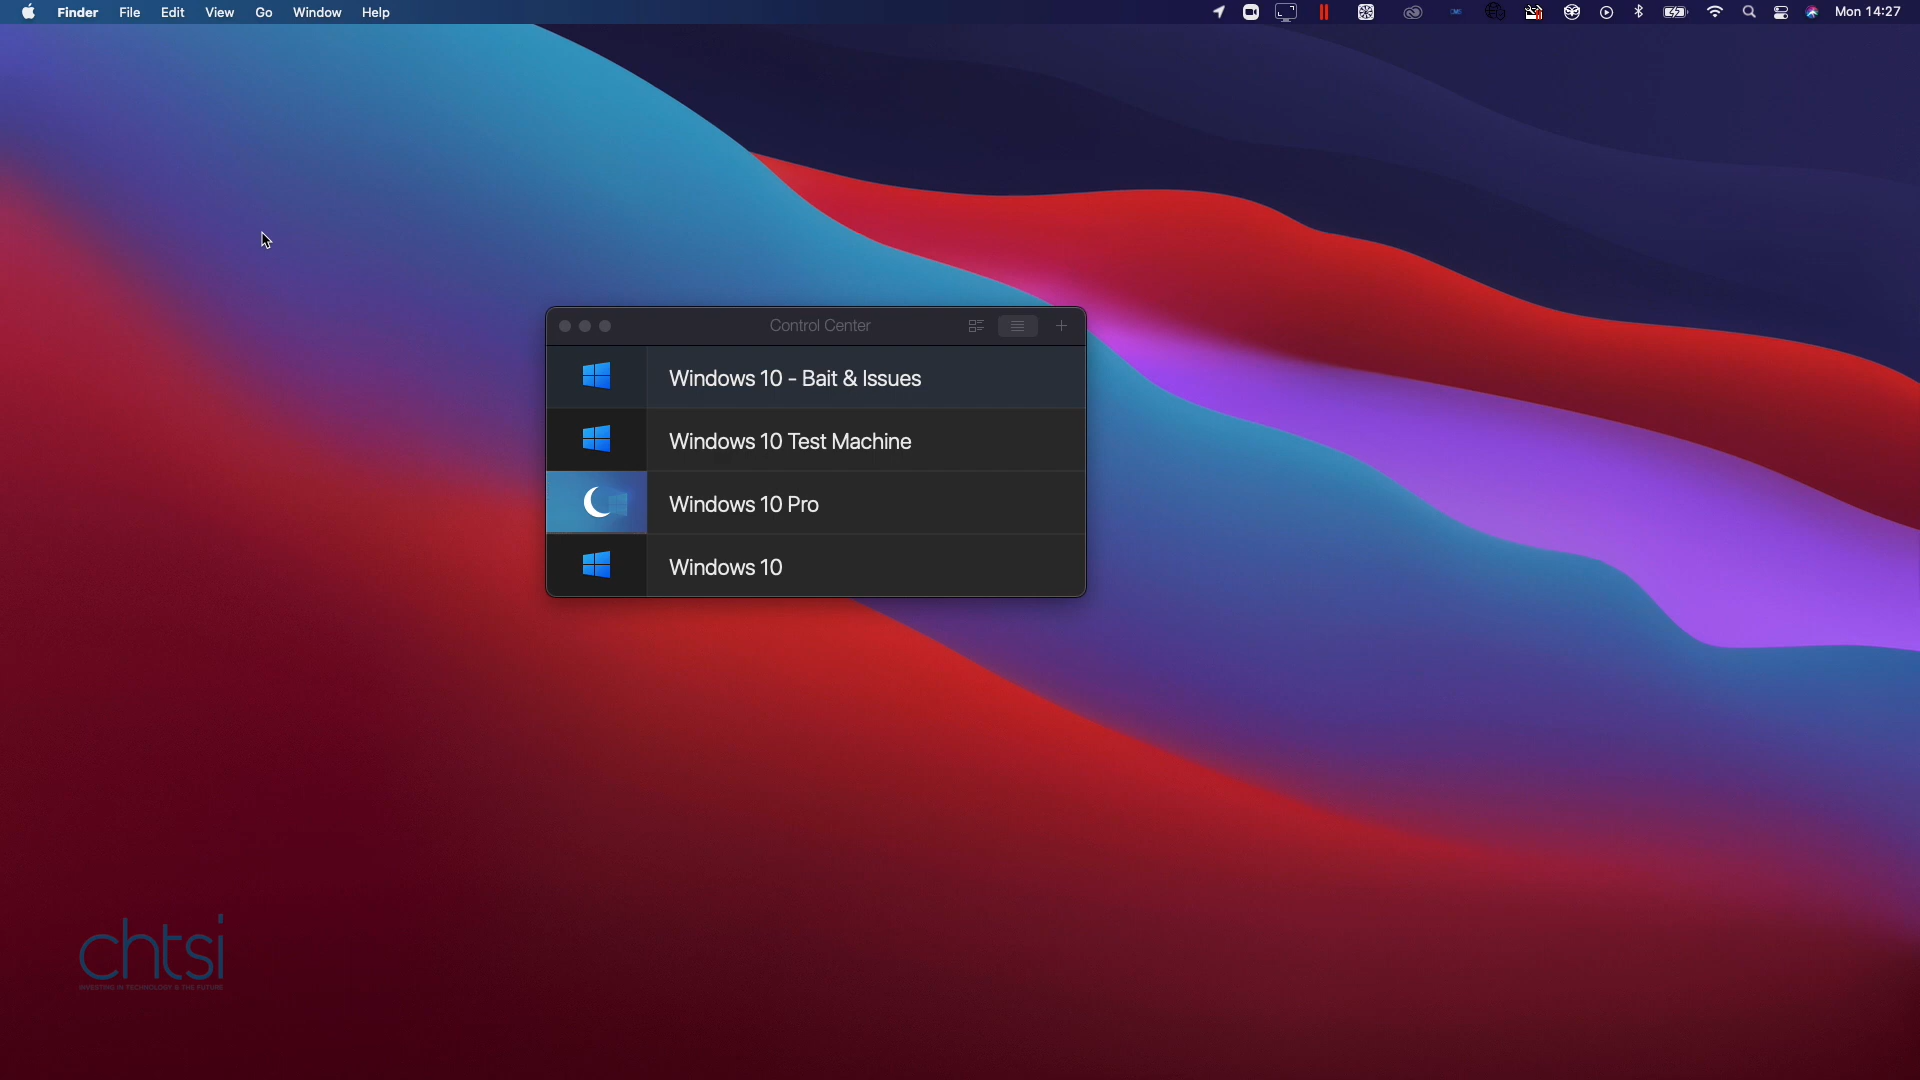 Finder File Edit View Go Window Help Mon 14:27
Control Center
Windows 10 - Bait & Issues
Windows 10 Test Machine
Windows 10 Pro
Windows 10
chtsi
INVESTING IN TECHNOLOGY & THE FUTURE